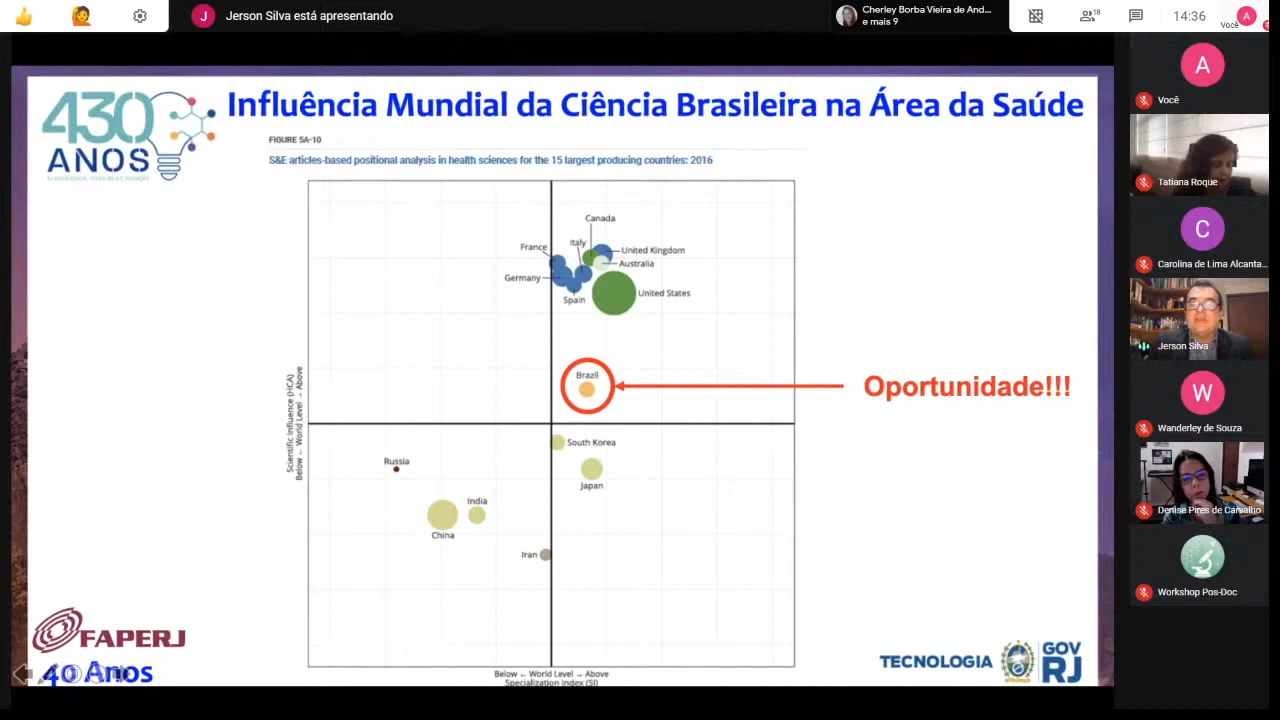 J
Jerson Silva está apresentando
Cherley Borba Vieira de And...
e mais 9
18
14:36
Você
A
430
ANOS
Influência Mundial da Ciência Brasileira na Área da Saúde
FIGURE 5A-10
S&E articles-based positional analysis in health sciences for the 15 largest producing countries: 2016
Canada
Italy
France
United Kingdom
Australia
Germany
Spain
United States
Brazil
Oportunidade!!!
Scientific Influence (HCA)
Below ← World Level → Above
South Korea
Russia
Japan
India
China
Iran
Below ← World Level → Above
Specialization Index (SI)
FAPERJ
40 Anos
TECNOLOGIA
GOV
RJ
A
Você
Tatiana Roque
C
Carolina de Lima Alcanta...
Jerson Silva
W
Wanderley de Souza
Denise Pires de Carvalho
Workshop Pos-Doc